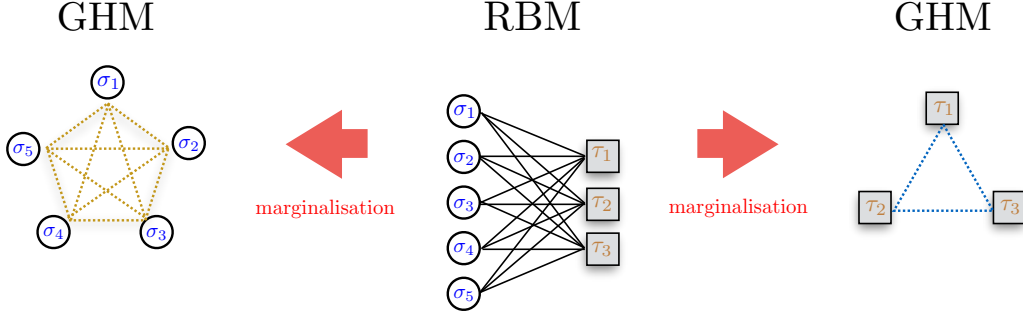 GHM
RBM
GHM
σ₁
σ₅
σ₂
σ₄
σ₃
marginalisation
σ₁
σ₂
σ₃
σ₄
σ₅
τ₁
τ₂
τ₃
marginalisation
τ₁
τ₂
τ₃